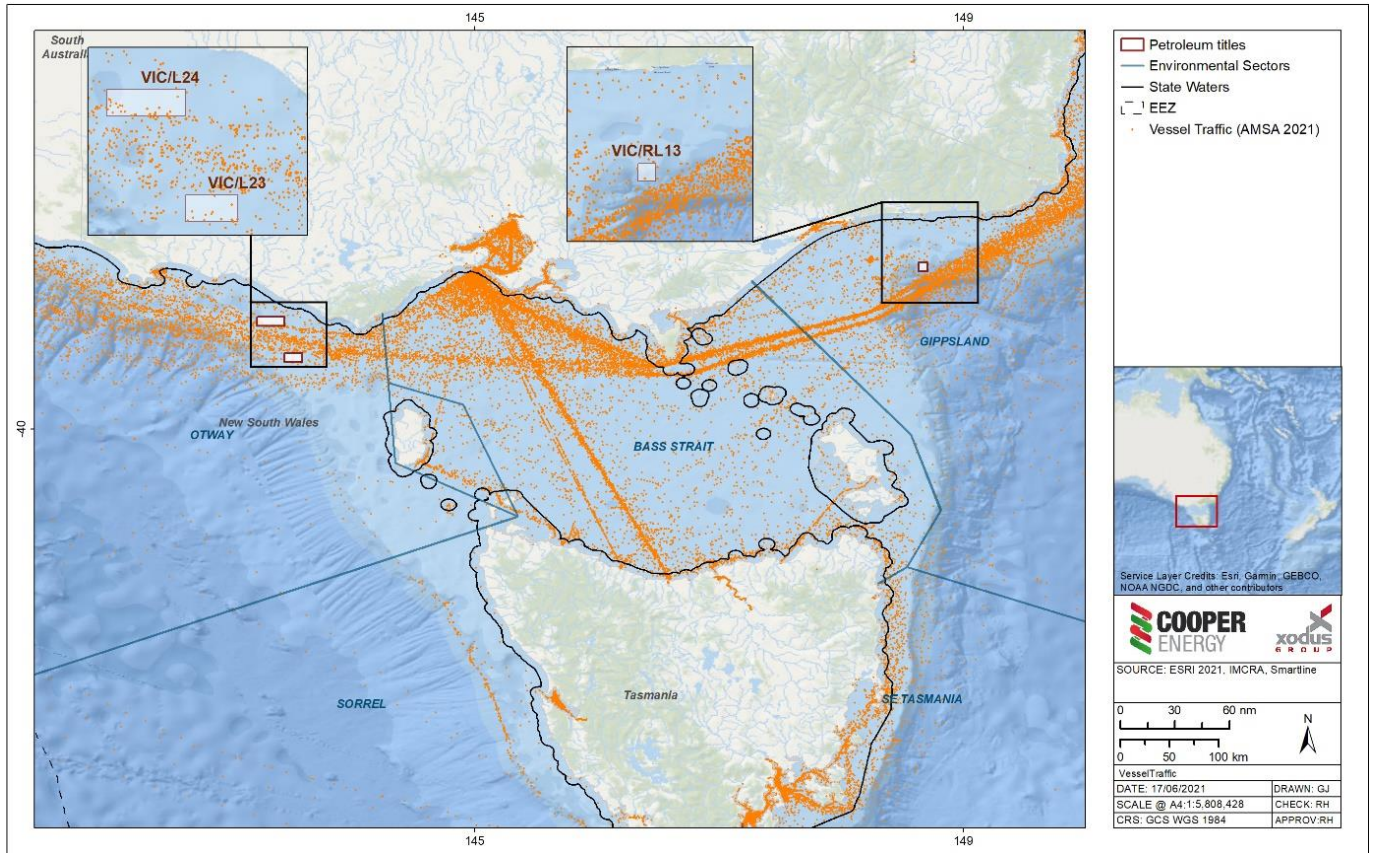 145
149
South
Australi
VIC/L24
VIC/L23
VIC/RL13
GIPPSLAND
-40
New South Wales
OTWAY
BASS STRAIT
SORREL
Tasmania
SE TASMANIA
145
149
Petroleum titles
Environmental Sectors
State Waters
EEZ
Vessel Traffic (AMSA 2021)
Service Layer Credits: Esri, Garmin, GEBCO,
NOAA NGDC, and other contributors
COOPER
ENERGY
xodus
GROUP
SOURCE: ESRI 2021, IMCRA, Smartline
0 30 60 nm
N
0 50 100 km
VesselTraffic
DATE: 17/06/2021
DRAWN: GJ
SCALE @ A4:1:5,808,428
CHECK: RH
CRS: GCS WGS 1984
APPROV:RH